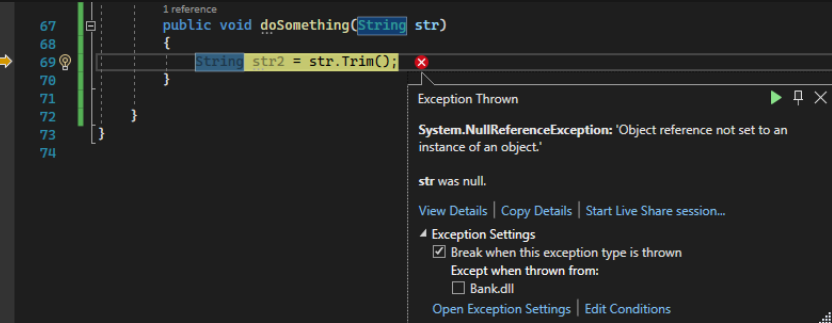 1 reference
67 public void doSomething(String str)
68 {
69 String str2 = str.Trim();
70 }
71
72 }
73 }
74
Exception Thrown
System.NullReferenceException: 'Object reference not set to an
instance of an object.'
str was null.
View Details | Copy Details | Start Live Share session...
Exception Settings
Break when this exception type is thrown
Except when thrown from:
Bank.dll
Open Exception Settings | Edit Conditions